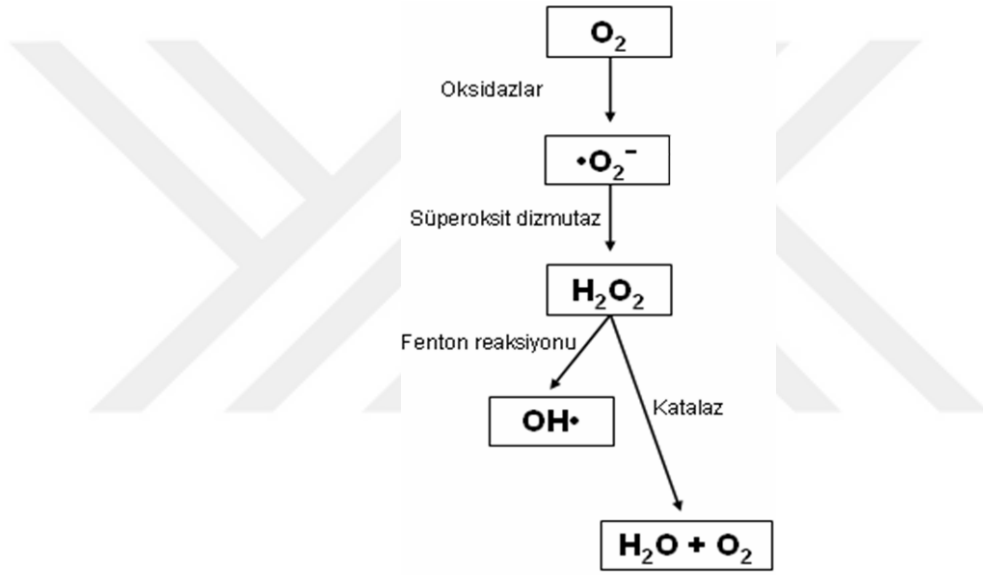 O₂
Oksidazlar
•O₂⁻
Süperoksit dizmutaz
H₂O₂
Fenton reaksiyonu
OH•
Katalaz
H₂O + O₂